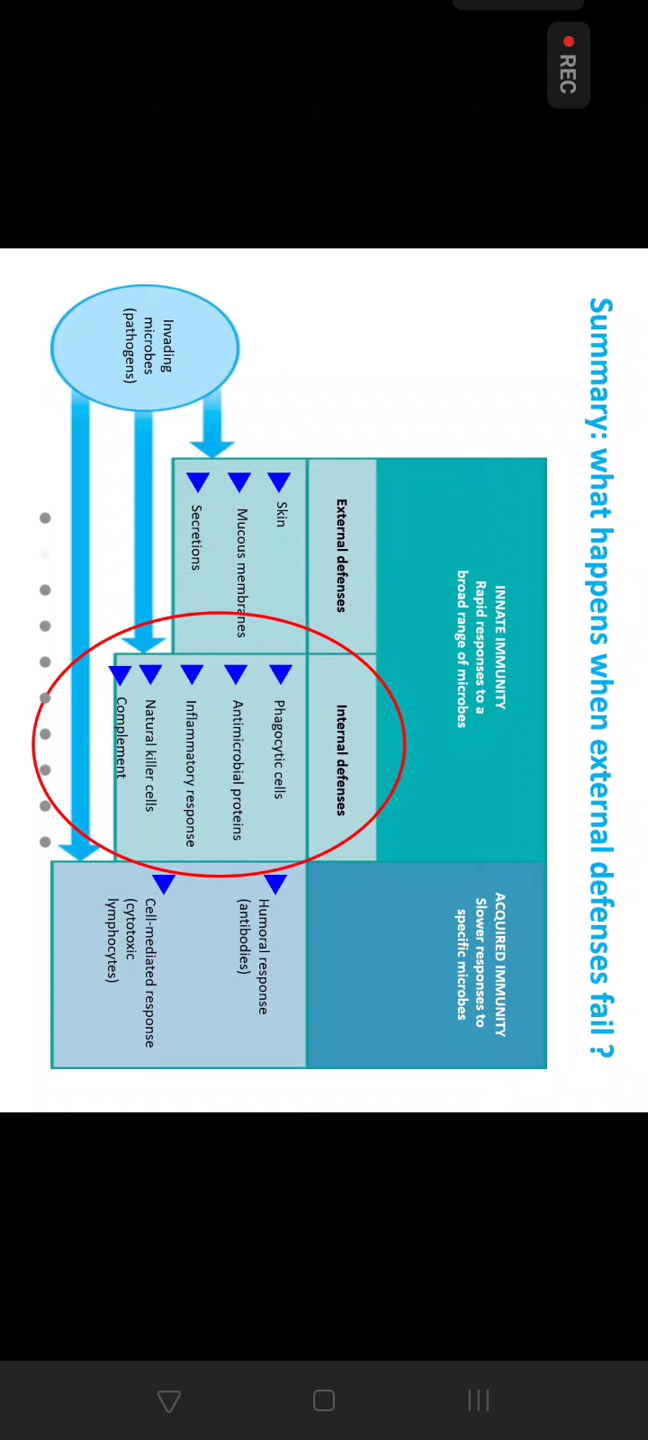 REC
Summary: what happens when external defenses fail ?
INNATE IMMUNITY
Rapid responses to a
broad range of microbes
ACQUIRED IMMUNITY
Slower responses to
specific microbes
External defenses
Internal defenses
Invading
microbes
(pathogens)
Skin
Mucous membranes
Secretions
Phagocytic cells
Antimicrobial proteins
Inflammatory response
Natural killer cells
Complement
Humoral response
(antibodies)
Cell-mediated response
(cytotoxic
lymphocytes)